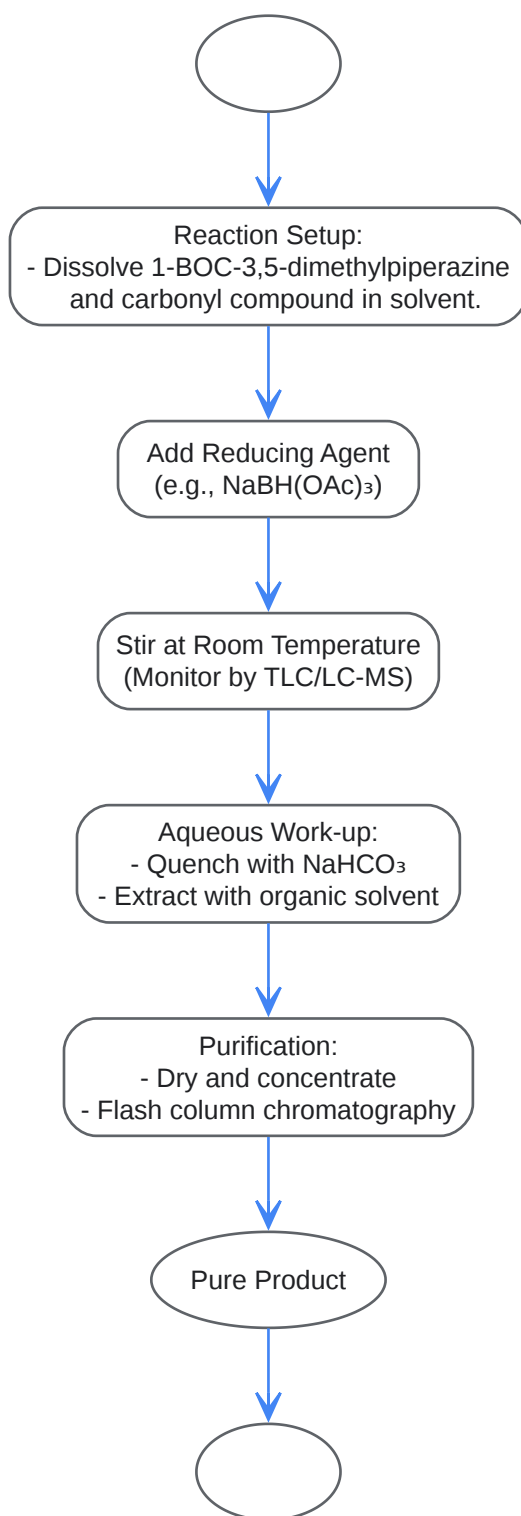 Reaction Setup:
- Dissolve 1-BOC-3,5-dimethylpiperazine
and carbonyl compound in solvent.
Add Reducing Agent
(e.g., NaBH(OAc)₃)
Stir at Room Temperature
(Monitor by TLC/LC-MS)
Aqueous Work-up:
- Quench with NaHCO₃
- Extract with organic solvent
Purification:
- Dry and concentrate
- Flash column chromatography
Pure Product